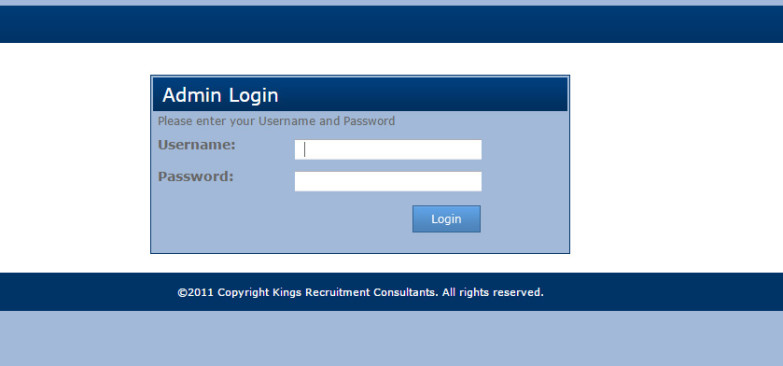 Admin Login
Please enter your Username and Password
Username:
Password:
Login
©2011 Copyright Kings Recruitment Consultants. All rights reserved.